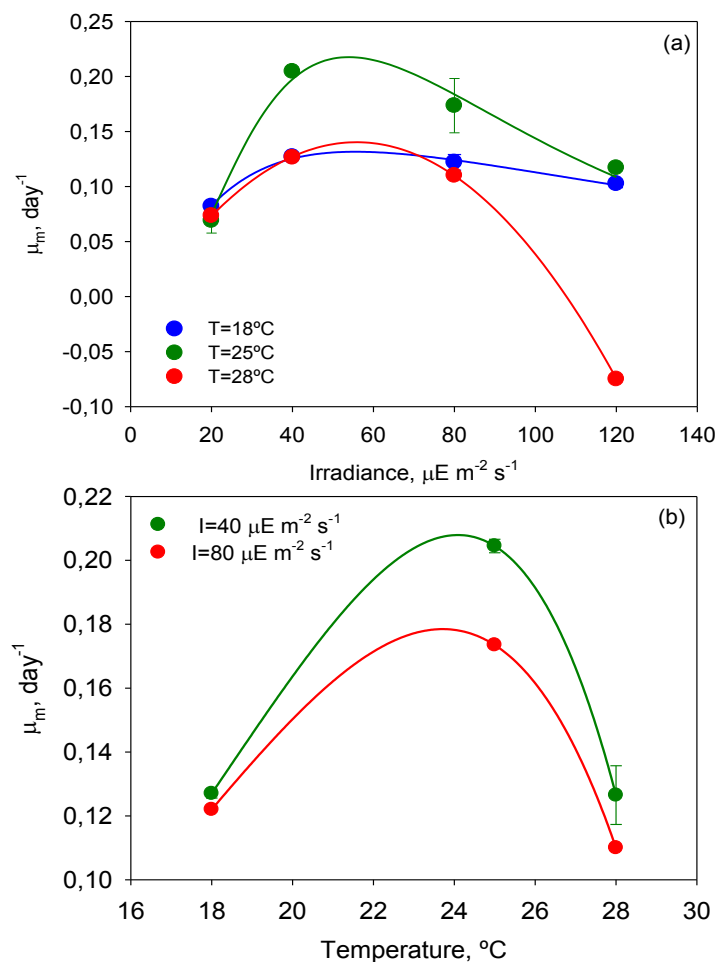 (a)
0,25
0,20
0,15
0,10
0,05
0,00
-0,05
-0,10
μm, day-1
T=18ºC
T=25ºC
T=28ºC
0 20 40 60 80 100 120 140
Irradiance, μE m-2 s-1
(b)
0,22
0,20
0,18
0,16
0,14
0,12
0,10
μm, day-1
I=40 μE m-2 s-1
I=80 μE m-2 s-1
16 18 20 22 24 26 28 30
Temperature, ºC